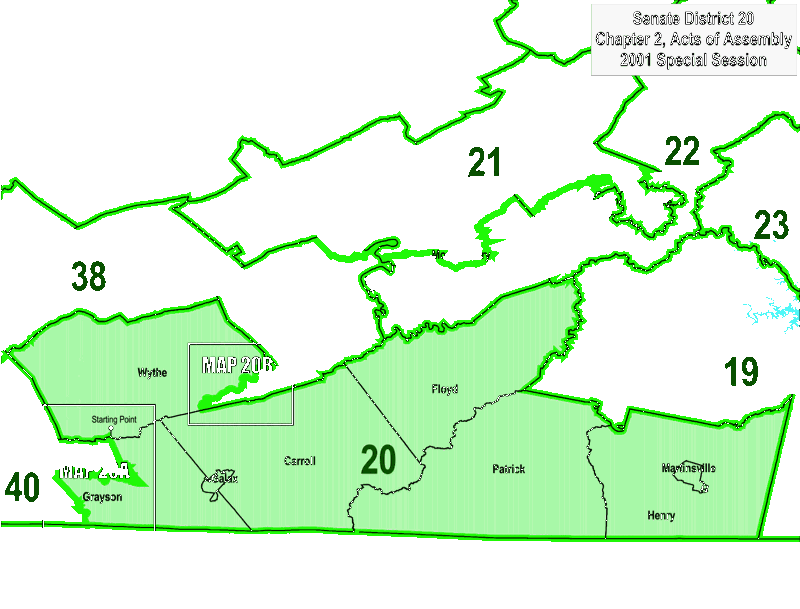 Senate District 20
Chapter 2, Acts of Assembly
2001 Special Session
21
22
23
38
MAP 20B
Wythe
19
Floyd
Starting Point
20
Carroll
MAP 20A
Galax
Patrick
Martinsville
40
Grayson
Henry